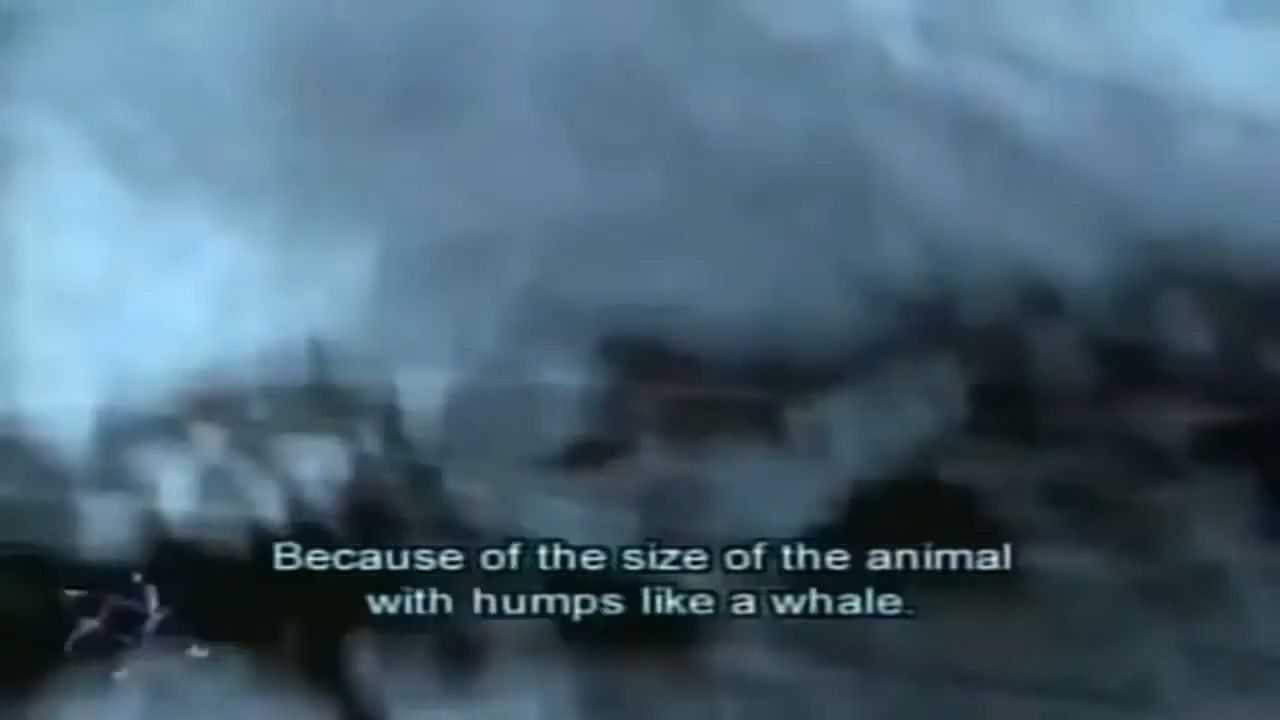 Because of the size of the animal
with humps like a whale.